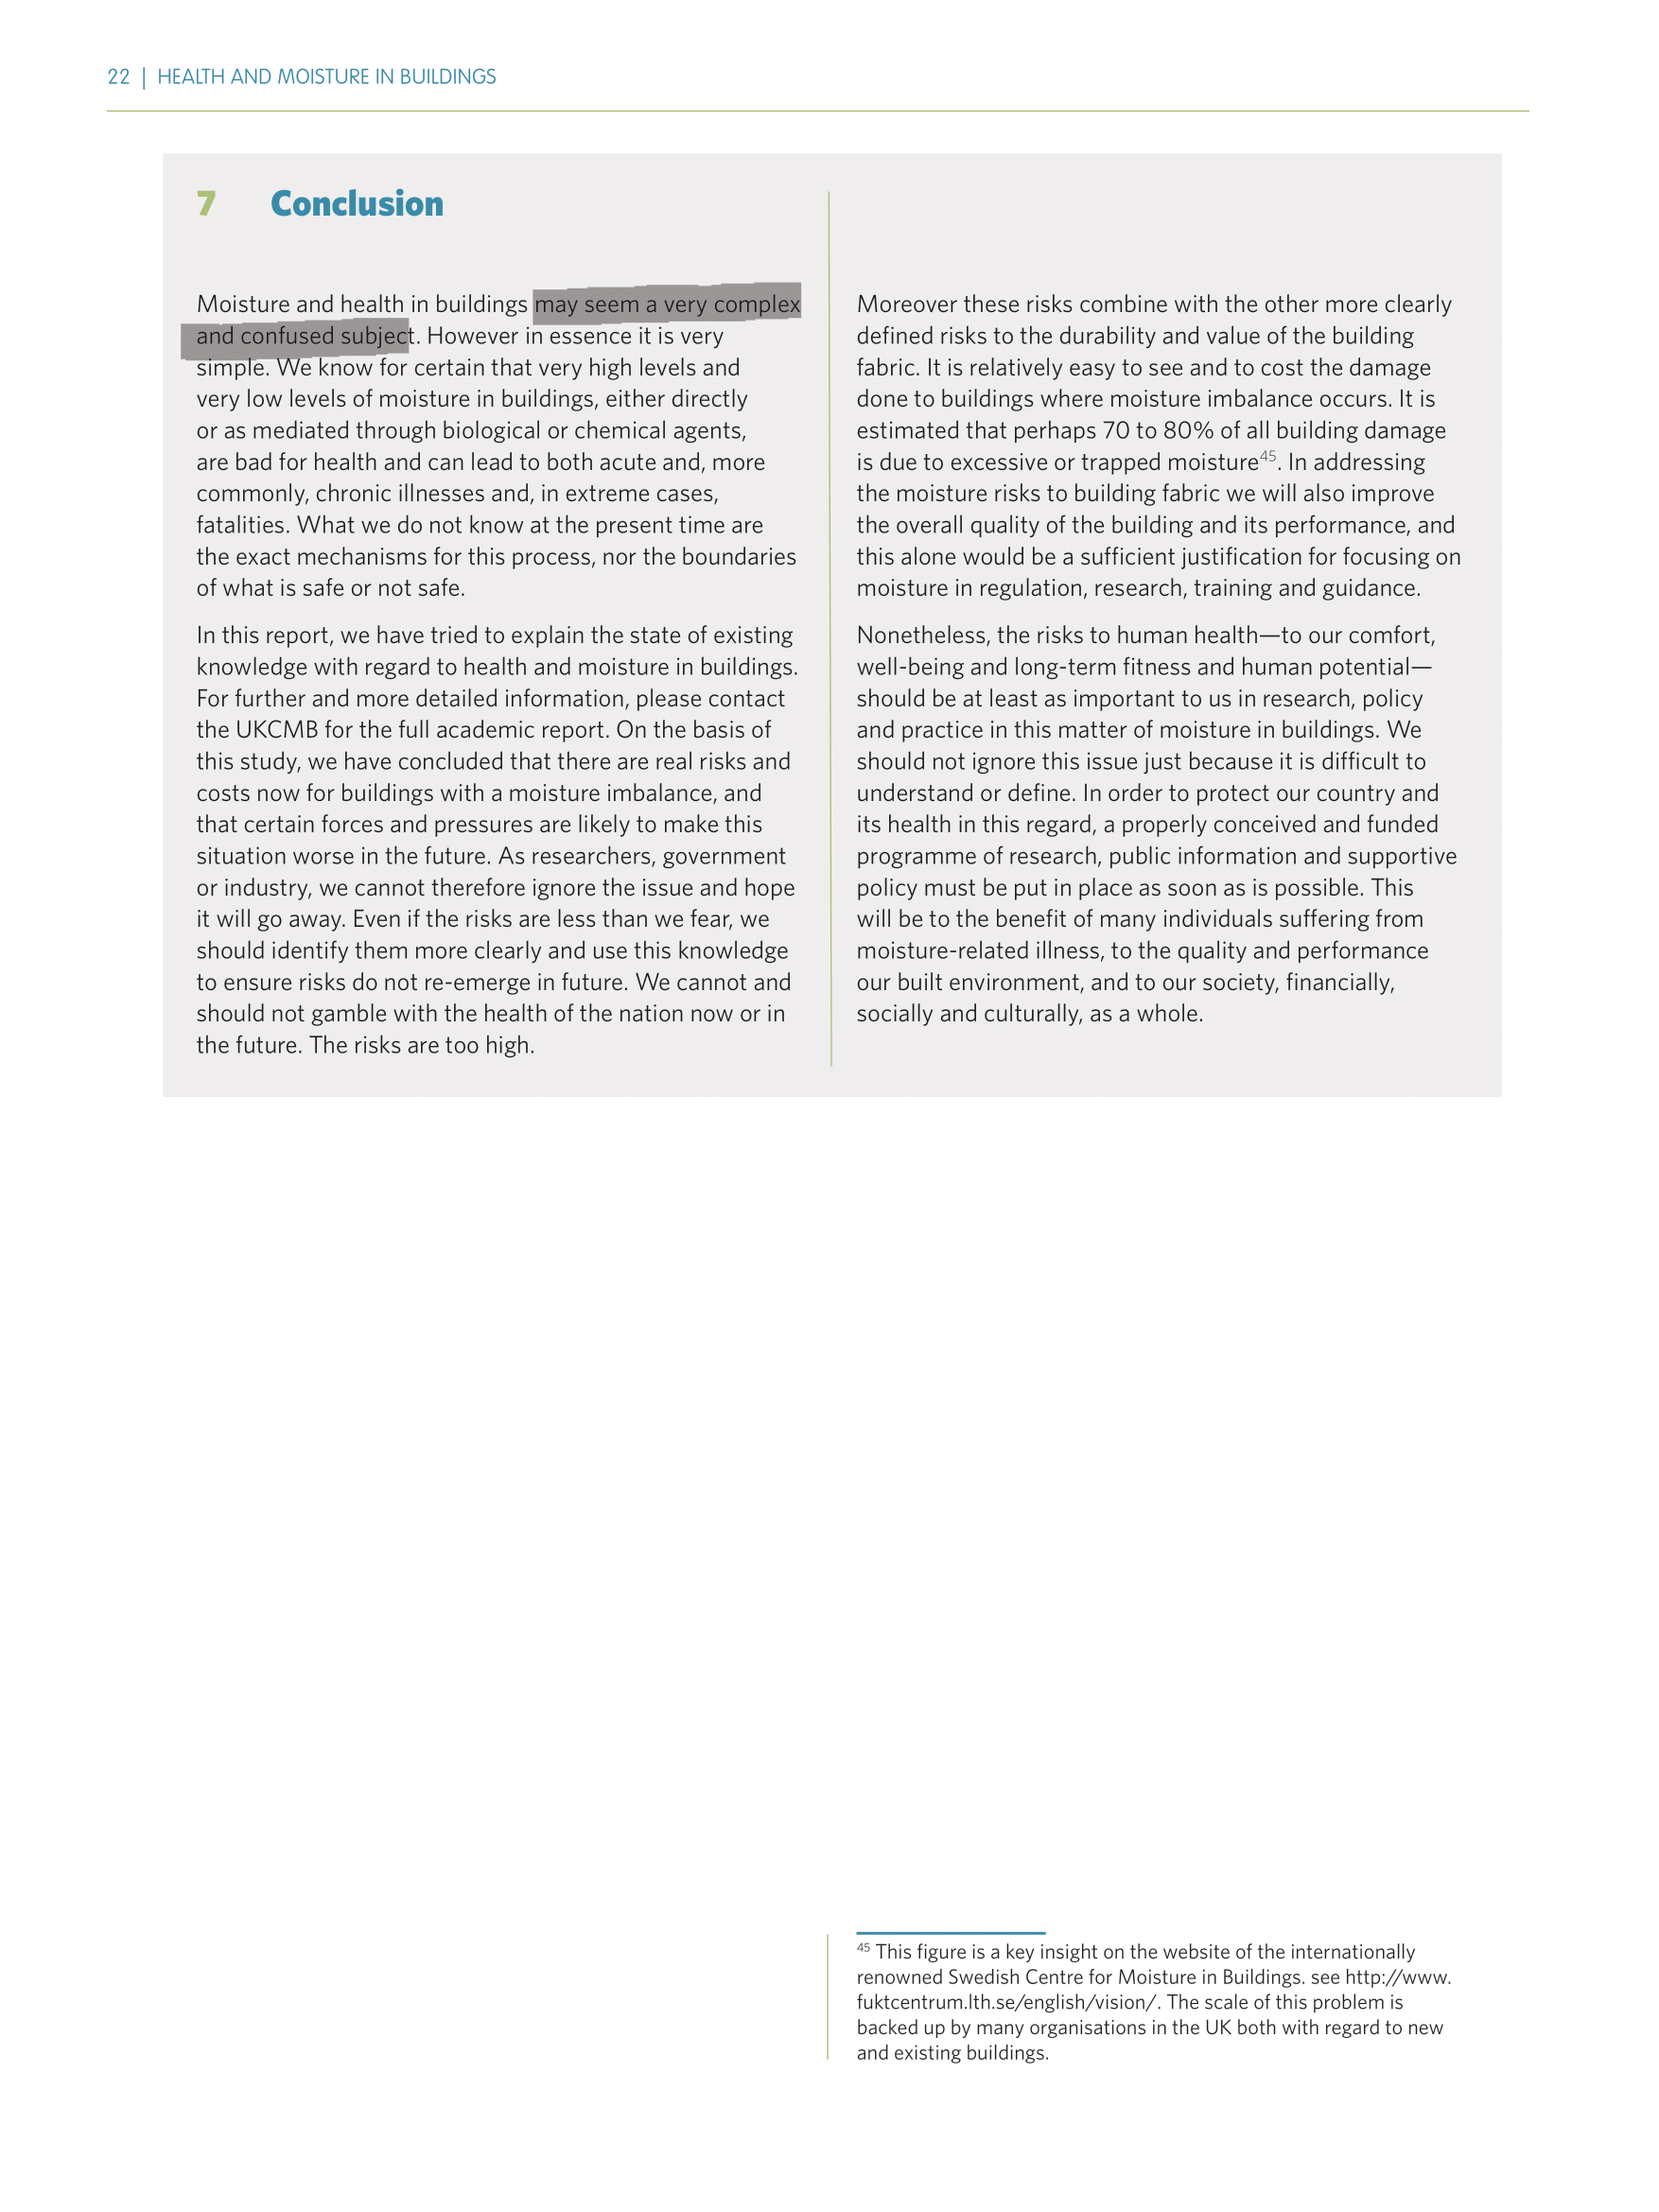 22 | HEALTH AND MOISTURE IN BUILDINGS
7 Conclusion
Moisture and health in buildings may seem a very complex
and confused subject. However in essence it is very
simple. We know for certain that very high levels and
very low levels of moisture in buildings, either directly
or as mediated through biological or chemical agents,
are bad for health and can lead to both acute and, more
commonly, chronic illnesses and, in extreme cases,
fatalities. What we do not know at the present time are
the exact mechanisms for this process, nor the boundaries
of what is safe or not safe.
In this report, we have tried to explain the state of existing
knowledge with regard to health and moisture in buildings.
For further and more detailed information, please contact
the UKCMB for the full academic report. On the basis of
this study, we have concluded that there are real risks and
costs now for buildings with a moisture imbalance, and
that certain forces and pressures are likely to make this
situation worse in the future. As researchers, government
or industry, we cannot therefore ignore the issue and hope
it will go away. Even if the risks are less than we fear, we
should identify them more clearly and use this knowledge
to ensure risks do not re-emerge in future. We cannot and
should not gamble with the health of the nation now or in
the future. The risks are too high.
Moreover these risks combine with the other more clearly
defined risks to the durability and value of the building
fabric. It is relatively easy to see and to cost the damage
done to buildings where moisture imbalance occurs. It is
estimated that perhaps 70 to 80% of all building damage
is due to excessive or trapped moisture⁴⁵. In addressing
the moisture risks to building fabric we will also improve
the overall quality of the building and its performance, and
this alone would be a sufficient justification for focusing on
moisture in regulation, research, training and guidance.
Nonetheless, the risks to human health—to our comfort,
well-being and long-term fitness and human potential—
should be at least as important to us in research, policy
and practice in this matter of moisture in buildings. We
should not ignore this issue just because it is difficult to
understand or define. In order to protect our country and
its health in this regard, a properly conceived and funded
programme of research, public information and supportive
policy must be put in place as soon as is possible. This
will be to the benefit of many individuals suffering from
moisture-related illness, to the quality and performance
our built environment, and to our society, financially,
socially and culturally, as a whole.
⁴⁵ This figure is a key insight on the website of the internationally
renowned Swedish Centre for Moisture in Buildings. see http://www.
fuktcentrum.lth.se/english/vision/. The scale of this problem is
backed up by many organisations in the UK both with regard to new
and existing buildings.